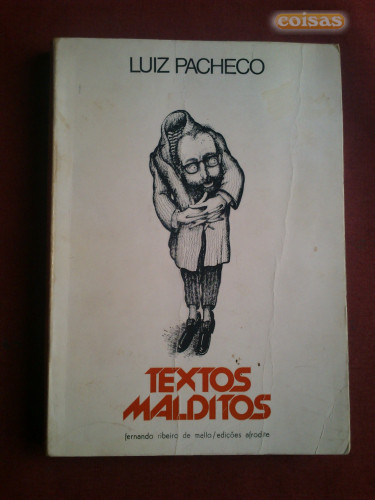 coisas
LUIZ PACHECO
TEXTOS
MALDITOS
fernando ribeiro de mello/edições afrodite